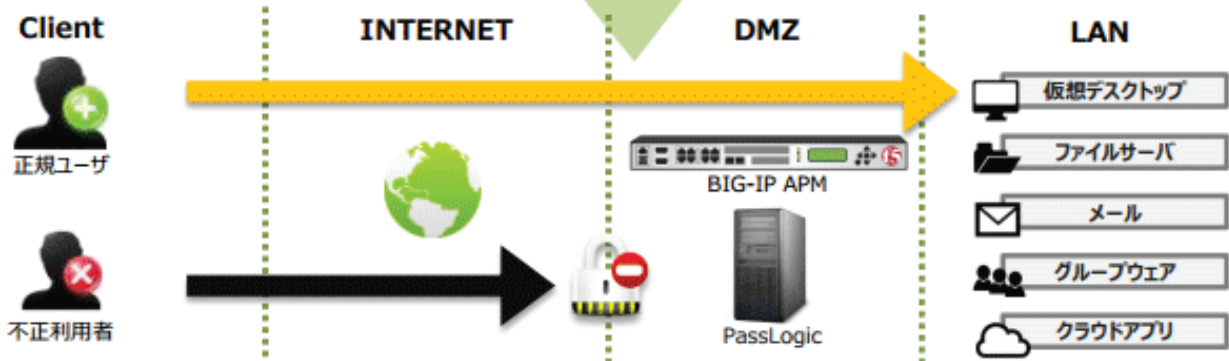 Client
INTERNET
DMZ
LAN
正規ユーザ
不正利用者
BIG-IP APM
PassLogic
仮想デスクトップ
ファイルサーバ
メール
グループウェア
クラウドアプリ